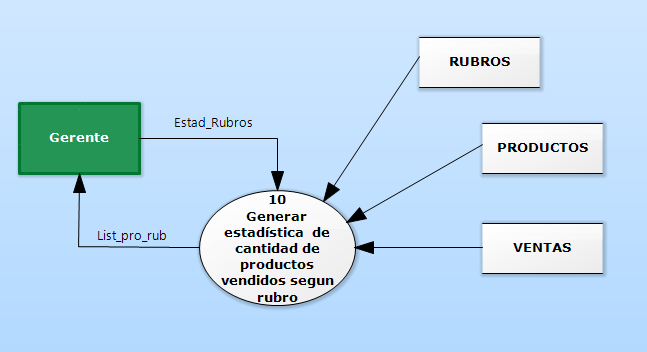 RUBROS
Estad_Rubros
Gerente
PRODUCTOS
10
Generar
estadística de
cantidad de
productos
vendidos segun
rubro
List_pro_rub
VENTAS